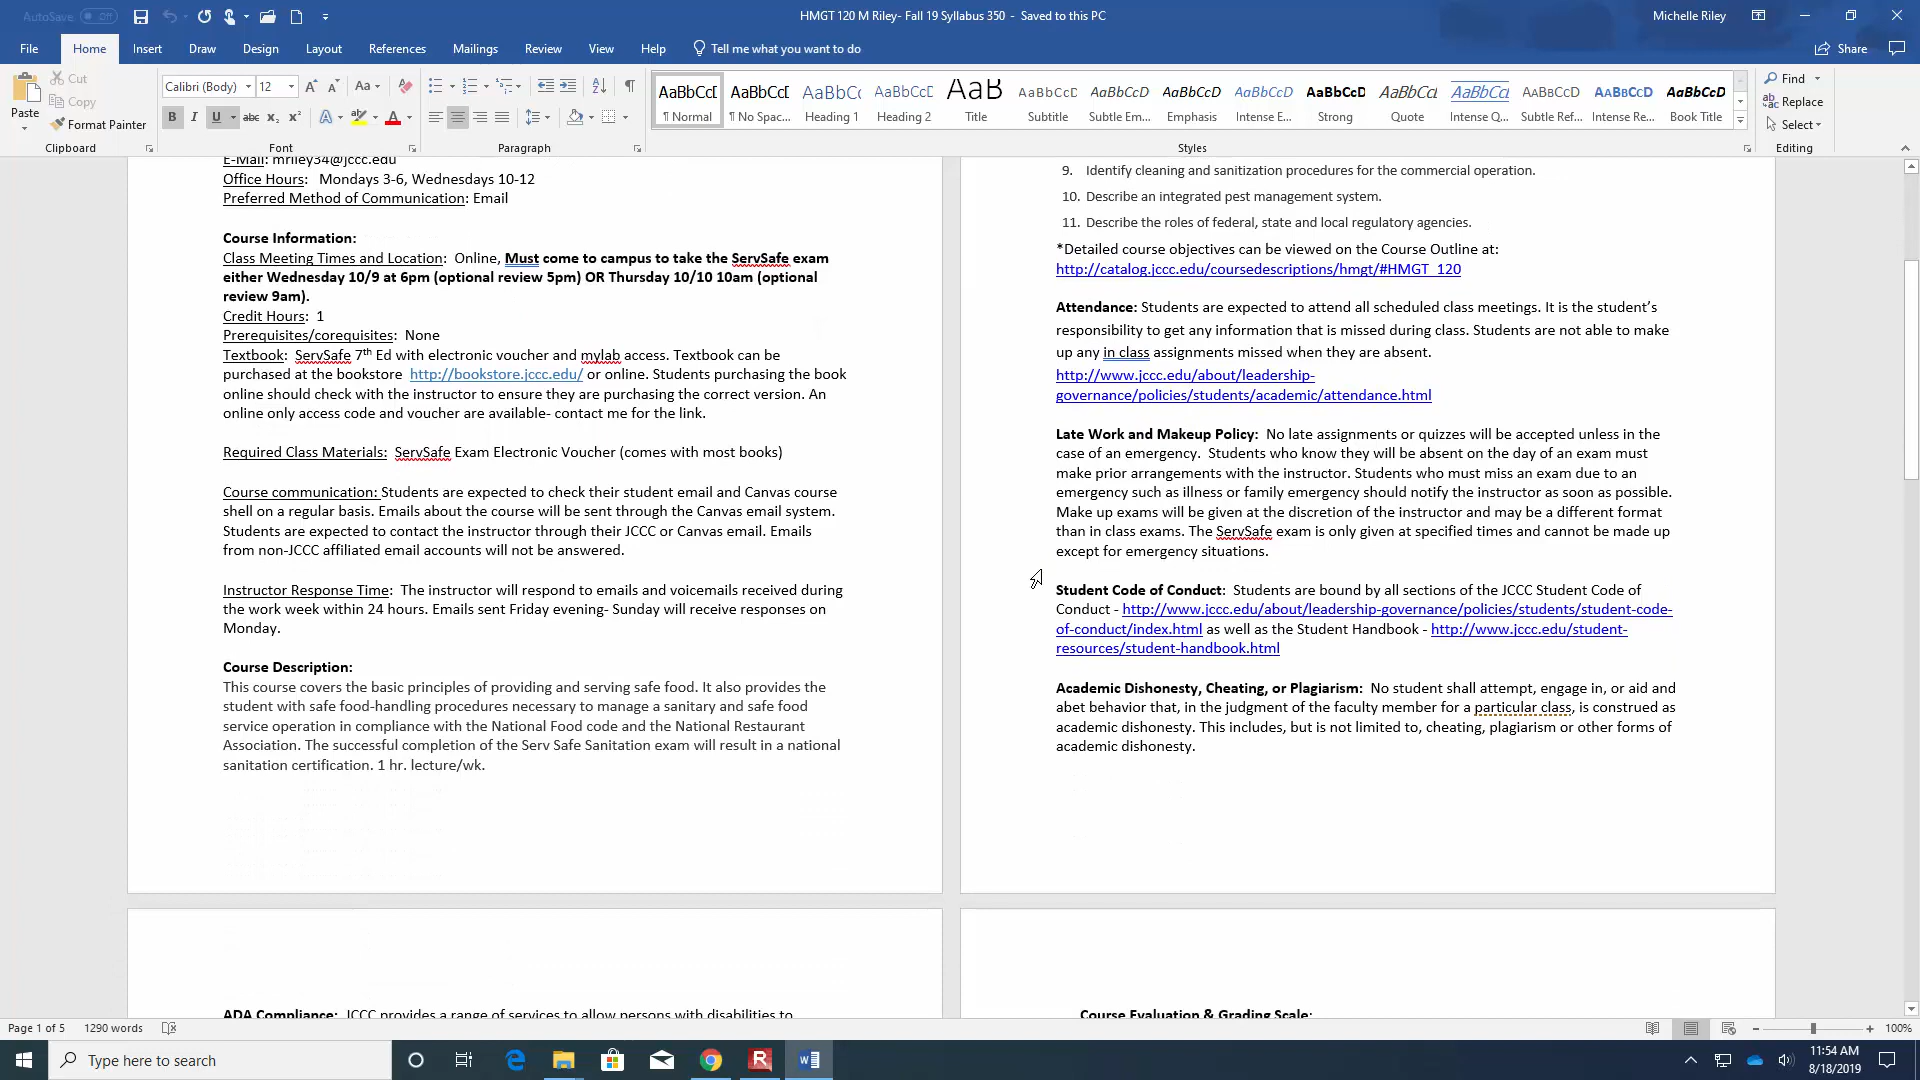 AutoSave Off
HMGT 120 M Riley- Fall 19 Syllabus 350 - Saved to this PC
Michelle Riley
File Home Insert Draw Design Layout References Mailings Review View Help Tell me what you want to do
Share
Paste
Cut
Copy
Format Painter
Clipboard
Calibri (Body) 12
Font
Paragraph
AaBbCcD AaBbCcD AaBbC AaBbCcD AaB AaBbCcD AaBbCcD AaBbCcD AaBbCcD AaBbCcD AaBbCcD AaBbCcD AaBbCcD AaBbCcD AaBbCcD
¶ Normal ¶ No Spac... Heading 1 Heading 2 Title Subtitle Subtle Em... Emphasis Intense E... Strong Quote Intense Q... Subtle Ref... Intense Re... Book Title
Styles
Find
Replace
Select
Editing
E-Mail: mriley34@jccc.edu
Office Hours: Mondays 3-6, Wednesdays 10-12
Preferred Method of Communication: Email
Course Information:
Class Meeting Times and Location: Online, Must come to campus to take the ServSafe exam
either Wednesday 10/9 at 6pm (optional review 5pm) OR Thursday 10/10 10am (optional
review 9am).
Credit Hours: 1
Prerequisites/corequisites: None
Textbook: ServSafe 7th Ed with electronic voucher and mylab access. Textbook can be
purchased at the bookstore http://bookstore.jccc.edu/ or online. Students purchasing the book
online should check with the instructor to ensure they are purchasing the correct version. An
online only access code and voucher are available- contact me for the link.
Required Class Materials: ServSafe Exam Electronic Voucher (comes with most books)
Course communication: Students are expected to check their student email and Canvas course
shell on a regular basis. Emails about the course will be sent through the Canvas email system.
Students are expected to contact the instructor through their JCCC or Canvas email. Emails
from non-JCCC affiliated email accounts will not be answered.
Instructor Response Time: The instructor will respond to emails and voicemails received during
the work week within 24 hours. Emails sent Friday evening- Sunday will receive responses on
Monday.
Course Description:
This course covers the basic principles of providing and serving safe food. It also provides the
student with safe food-handling procedures necessary to manage a sanitary and safe food
service operation in compliance with the National Food code and the National Restaurant
Association. The successful completion of the Serv Safe Sanitation exam will result in a national
sanitation certification. 1 hr. lecture/wk.
9. Identify cleaning and sanitization procedures for the commercial operation.
10. Describe an integrated pest management system.
11. Describe the roles of federal, state and local regulatory agencies.
*Detailed course objectives can be viewed on the Course Outline at:
http://catalog.jccc.edu/coursedescriptions/hmgt/#HMGT_120
Attendance: Students are expected to attend all scheduled class meetings. It is the student’s
responsibility to get any information that is missed during class. Students are not able to make
up any in class assignments missed when they are absent.
http://www.jccc.edu/about/leadership-
governance/policies/students/academic/attendance.html
Late Work and Makeup Policy: No late assignments or quizzes will be accepted unless in the
case of an emergency. Students who know they will be absent on the day of an exam must
make prior arrangements with the instructor. Students who must miss an exam due to an
emergency such as illness or family emergency should notify the instructor as soon as possible.
Make up exams will be given at the discretion of the instructor and may be a different format
than in class exams. The ServSafe exam is only given at specified times and cannot be made up
except for emergency situations.
Student Code of Conduct: Students are bound by all sections of the JCCC Student Code of
Conduct - http://www.jccc.edu/about/leadership-governance/policies/students/student-code-
of-conduct/index.html as well as the Student Handbook - http://www.jccc.edu/student-
resources/student-handbook.html
Academic Dishonesty, Cheating, or Plagiarism: No student shall attempt, engage in, or aid and
abet behavior that, in the judgment of the faculty member for a particular class, is construed as
academic dishonesty. This includes, but is not limited to, cheating, plagiarism or other forms of
academic dishonesty.
ADA Compliance: JCCC provides a range of services to allow persons with disabilities to
Course Evaluation & Grading Scale:
Page 1 of 5 1290 words
100%
Type here to search
11:54 AM
8/18/2019